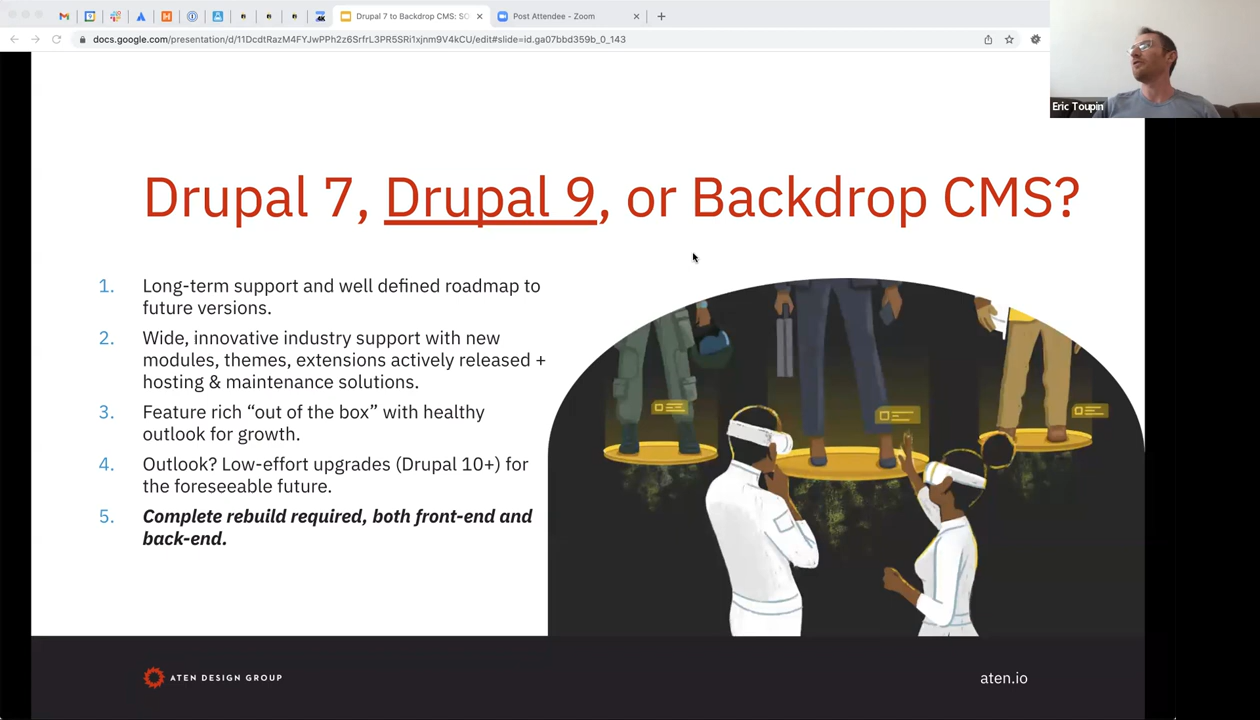 Drupal 7 to Backdrop CMS: SO
Post Attendee - Zoom
docs.google.com/presentation/d/11DcdtRazM4FYJwPPh2z6SrfrL3PR5SRi1xjnm9V4kCU/edit#slide=id.ga07bbd359b_0_143
Eric Toupin
Drupal 7, Drupal 9, or Backdrop CMS?
1. Long-term support and well defined roadmap to
future versions.
2. Wide, innovative industry support with new
modules, themes, extensions actively released +
hosting & maintenance solutions.
3. Feature rich “out of the box” with healthy
outlook for growth.
4. Outlook? Low-effort upgrades (Drupal 10+) for
the foreseeable future.
5. Complete rebuild required, both front-end and
back-end.
ATEN DESIGN GROUP
aten.io